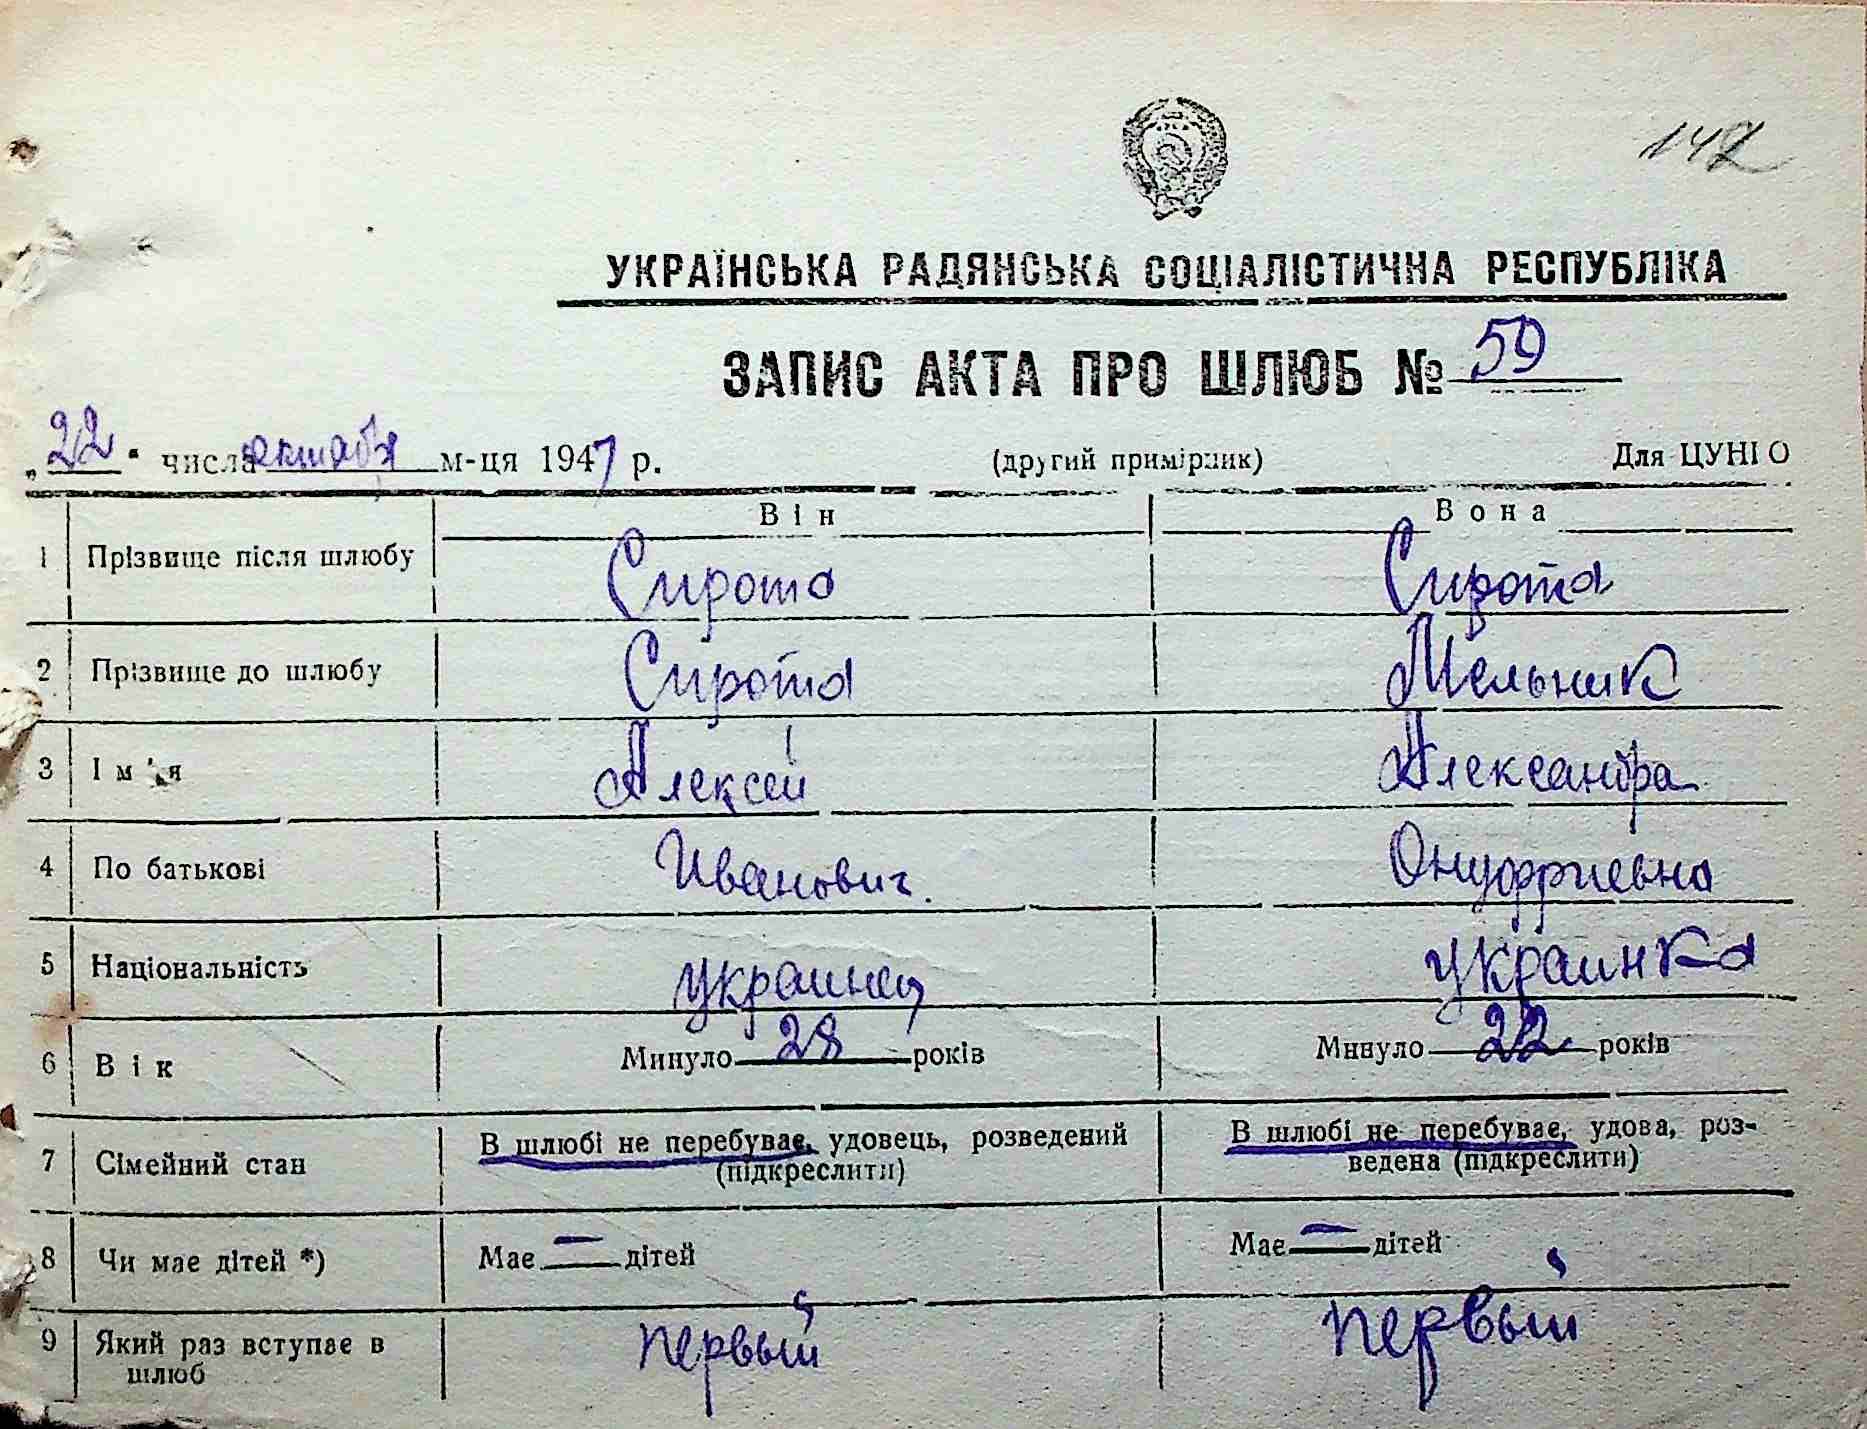 142
УКРАЇНСЬКА РАДЯНСЬКА СОЦІАЛІСТИЧНА РЕСПУБЛІКА
ЗАПИС АКТА ПРО ШЛЮБ № 59
„22“ числа октября м-ця 1947 р. (другий примірник) Для ЦУНГО
Він Вона
1 Прізвище після шлюбу Сирота Сирота
2 Прізвище до шлюбу Сирота Мельник
3 Ім'я Алексей Александра
4 По батькові Иванович. Онуфриевна
5 Національність украинец украинка
6 Вік Минуло 28 років Минуло 22 років
7 Сімейний стан В шлюбі не перебуває, удовець, розведений (підкреслити) В шлюбі не перебуває, удова, роз-
ведена (підкреслити)
8 Чи має дітей *) Має — дітей Має — дітей
9 Який раз вступає в шлюб первый первый